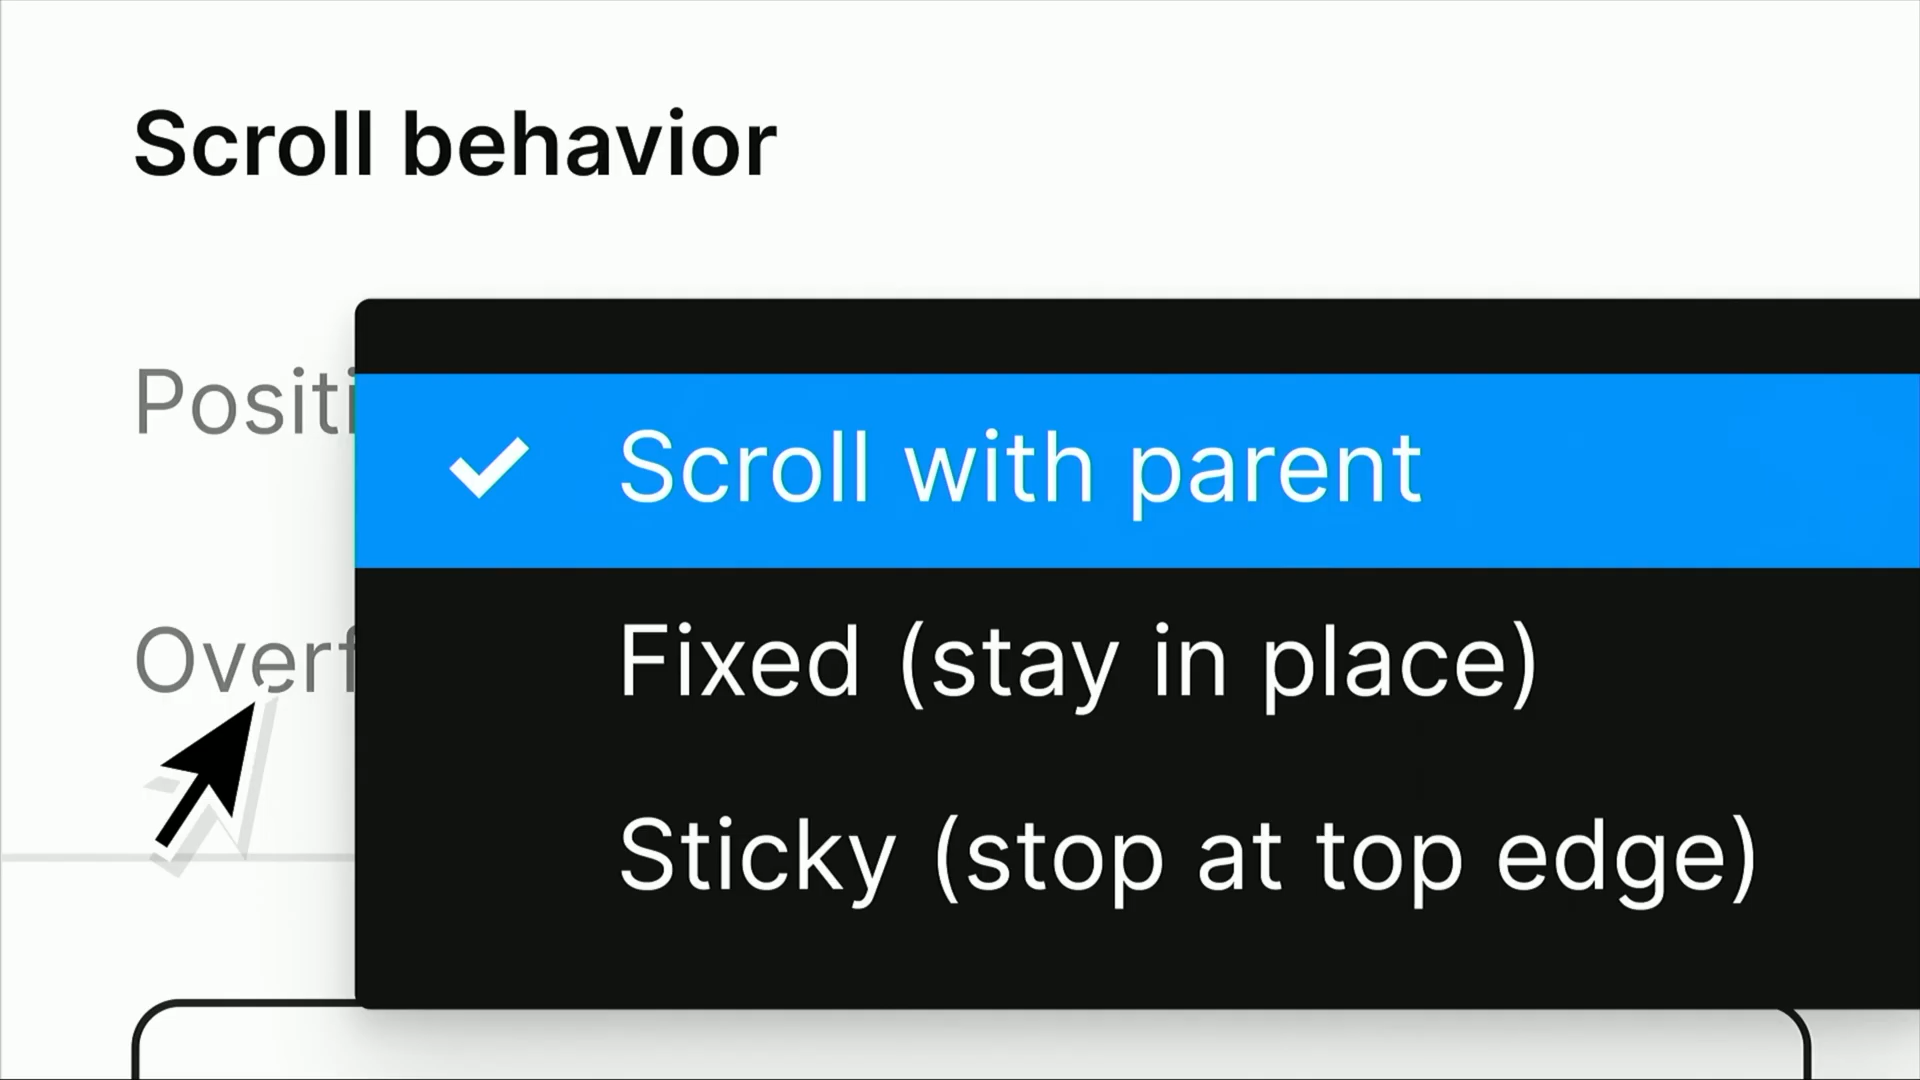 Scroll behavior
Positi
Scroll with parent
Fixed (stay in place)
Overf
Sticky (stop at top edge)